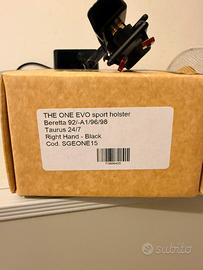 THE ONE EVO sport holster
Beretta 92/-A1/96/98
Taurus 24/7
Right Hand - Black
Cod. SGEONE15
subito